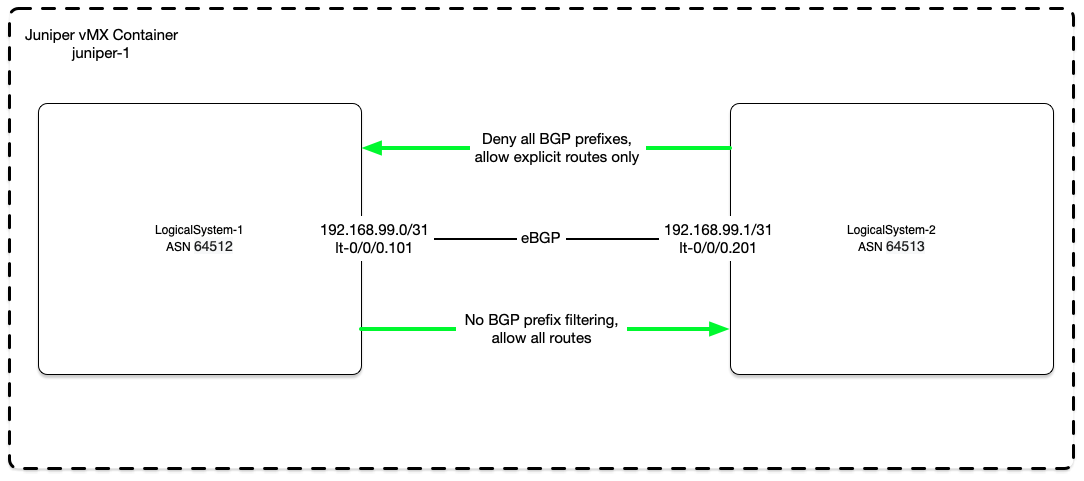 Juniper vMX Container
juniper-1
Deny all BGP prefixes,
allow explicit routes only
LogicalSystem-1
ASN 64512
192.168.99.0/31
lt-0/0/0.101
eBGP
192.168.99.1/31
lt-0/0/0.201
LogicalSystem-2
ASN 64513
No BGP prefix filtering,
allow all routes